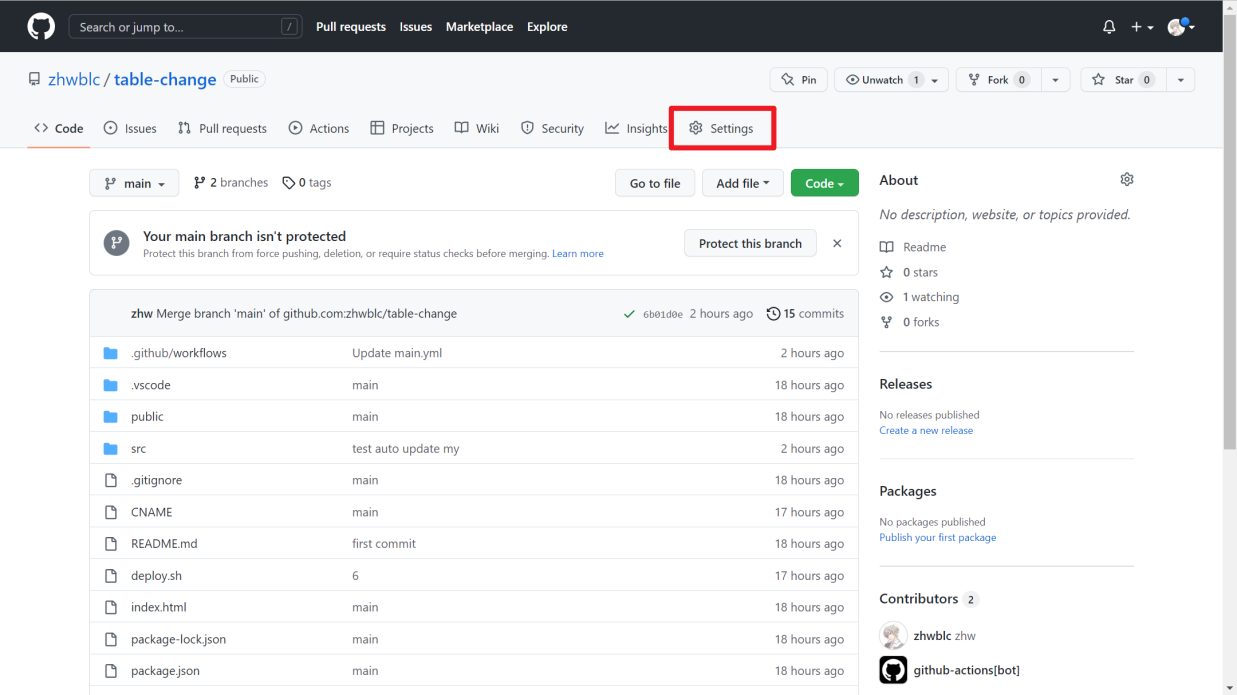 Search or jump to... /
Pull requests Issues Marketplace Explore
zhwblc / table-change Public
Pin Unwatch 1 Fork 0 Star 0
Code Issues Pull requests Actions Projects Wiki Security Insights Settings
main 2 branches 0 tags Go to file Add file Code
Your main branch isn't protected
Protect this branch from force pushing, deletion, or require status checks before merging. Learn more
Protect this branch
zhw Merge branch 'main' of github.com:zhwblc/table-change 6b01d0e 2 hours ago 15 commits
.github/workflows Update main.yml 2 hours ago
.vscode main 18 hours ago
public main 18 hours ago
src test auto update my 2 hours ago
.gitignore main 18 hours ago
CNAME main 17 hours ago
README.md first commit 18 hours ago
deploy.sh 6 17 hours ago
index.html main 18 hours ago
package-lock.json main 18 hours ago
package.json main 18 hours ago
About
No description, website, or topics provided.
Readme
0 stars
1 watching
0 forks
Releases
No releases published
Create a new release
Packages
No packages published
Publish your first package
Contributors 2
zhwblc zhw
github-actions[bot]